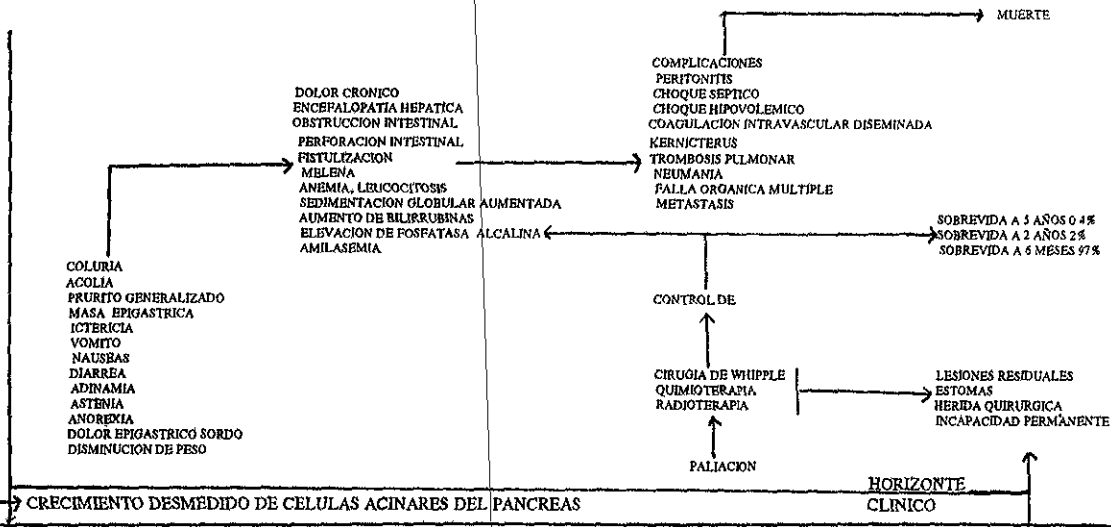 MUERTE
COMPLICACIONES
PERITONITIS
CHOQUE SEPTICO
CHOQUE HIPOVOLEMICO
COAGULACION INTRAVASCULAR DISEMINADA
KERNICTERUS
TROMBOSIS PULMONAR
NEUMANIA
FALLA ORGANICA MULTIPLE
METASTASIS
DOLOR CRONICO
ENCEFALOPATIA HEPATICA
OBSTRUCCION INTESTINAL
PERFORACION INTESTINAL
FISTULIZACION
MELENA
ANEMIA, LEUCOCITOSIS
SEDIMENTACION GLOBULAR AUMENTADA
AUMENTO DE BILIRRUBINAS
ELEVACION DE FOSFATASA ALCALINA
AMILASEMIA
SOBREVIDA A 5 AÑOS 0 4%
SOBREVIDA A 2 AÑOS 2%
SOBREVIDA A 6 MESES 97%
COLURIA
ACOLIA
PRURITO GENERALIZADO
MASA EPIGASTRICA
ICTERICIA
VOMITO
NAUSEAS
DIARREA
ADINAMIA
ASTENIA
ANOREXIA
DOLOR EPIGASTRICO SORDO
DISMINUCION DE PESO
CONTROL DE
CIRUGIA DE WHIPPLE
QUIMIOTERAPIA
RADIOTERAPIA
LESIONES RESIDUALES
ESTOMAS
HERIDA QUIRURGICA
INCAPACIDAD PERMANENTE
PALIACION
HORIZONTE
CLINICO
CRECIMIENTO DESMEDIDO DE CELULAS ACINARES DEL PANCREAS